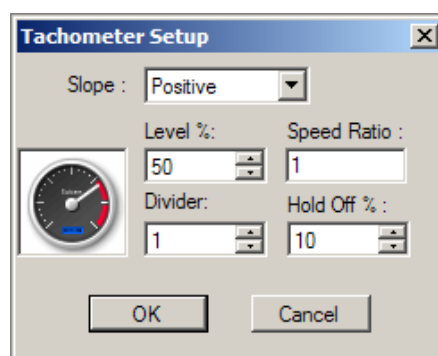 Tachometer Setup
Slope : Positive
Level %: Speed Ratio :
50 1
Divider: Hold Off % :
1 10
OK Cancel